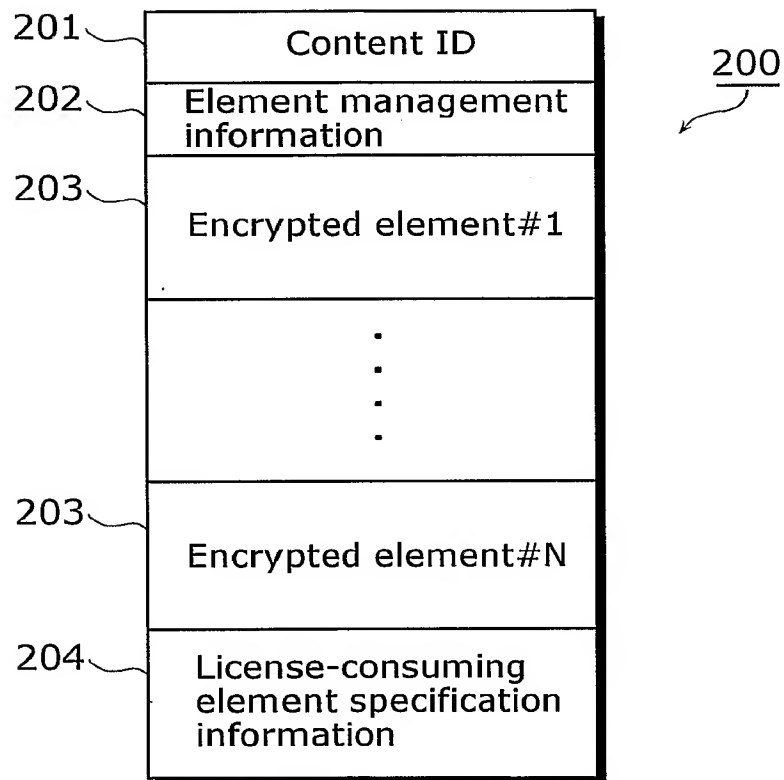 201
Content ID
200
202
Element management
information
203
Encrypted element#1
203
Encrypted element#N
204
License-consuming
element specification
information